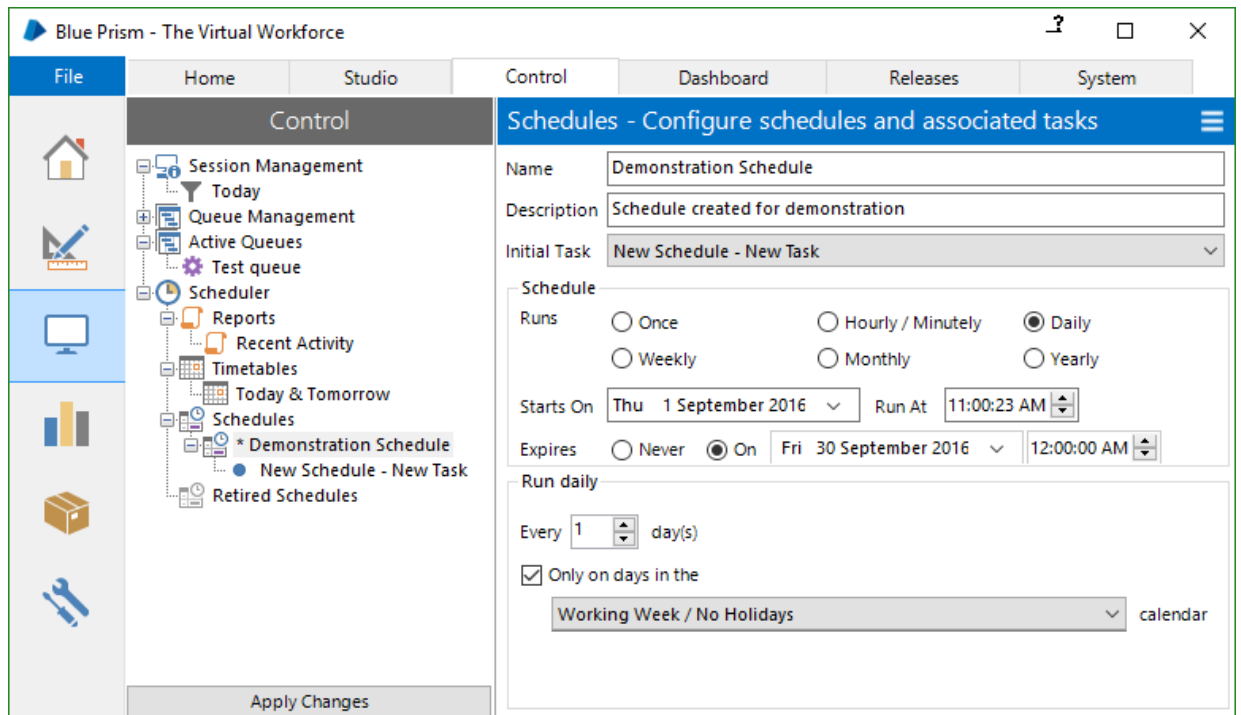 Blue Prism - The Virtual Workforce
File Home Studio Control Dashboard Releases System
Control
Session Management
Today
Queue Management
Active Queues
Test queue
Scheduler
Reports
Recent Activity
Timetables
Today & Tomorrow
Schedules
* Demonstration Schedule
New Schedule - New Task
Retired Schedules
Apply Changes
Schedules - Configure schedules and associated tasks
Name Demonstration Schedule
Description Schedule created for demonstration
Initial Task New Schedule - New Task
Schedule
Runs Once Hourly / Minutely Daily
Weekly Monthly Yearly
Starts On Thu 1 September 2016 Run At 11:00:23 AM
Expires Never On Fri 30 September 2016 12:00:00 AM
Run daily
Every 1 day(s)
Only on days in the
Working Week / No Holidays calendar